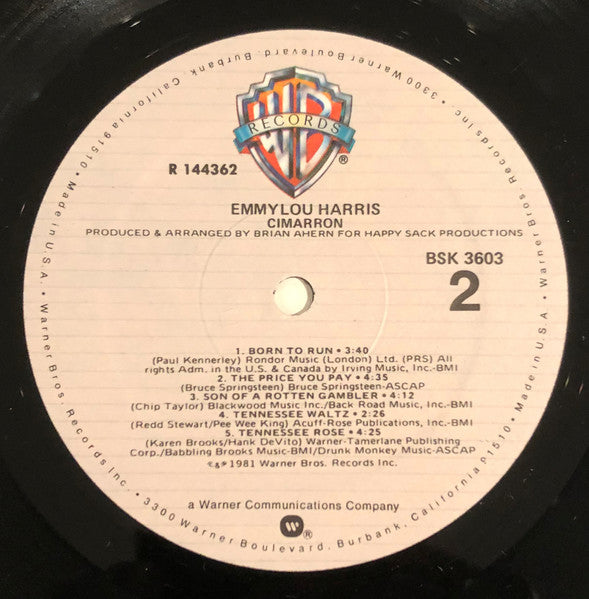 WB
RECORDS
®
R 144362
EMMYLOU HARRIS
CIMARRON
PRODUCED & ARRANGED BY BRIAN AHERN FOR HAPPY SACK PRODUCTIONS
BSK 3603
2
1. BORN TO RUN • 3:40
(Paul Kennerley) Rondor Music (London) Ltd. (PRS) All
rights Adm. in the U.S. & Canada by Irving Music, Inc.-BMI
2. THE PRICE YOU PAY • 4:35
(Bruce Springsteen) Bruce Springsteen-ASCAP
3. SON OF A ROTTEN GAMBLER • 4:12
(Chip Taylor) Blackwood Music Inc./Back Road Music, Inc.-BMI
4. TENNESSEE WALTZ • 2:26
(Redd Stewart/Pee Wee King) Acuff-Rose Publications, Inc.-BMI
5. TENNESSEE ROSE • 4:25
(Karen Brooks/Hank DeVito) Warner-Tamerlane Publishing
Corp./Babbling Brooks Music-BMI/Drunk Monkey Music-ASCAP
©&℗ 1981 Warner Bros. Records Inc.
a Warner Communications Company
W ®
Warner Bros. Records Inc. • 3300 Warner Boulevard, Burbank, California 91510 • Made in U.S.A. • Warner Bros. Records Inc. • 3300 Warner Boulevard, Burbank, California 91510 • Made in U.S.A. •